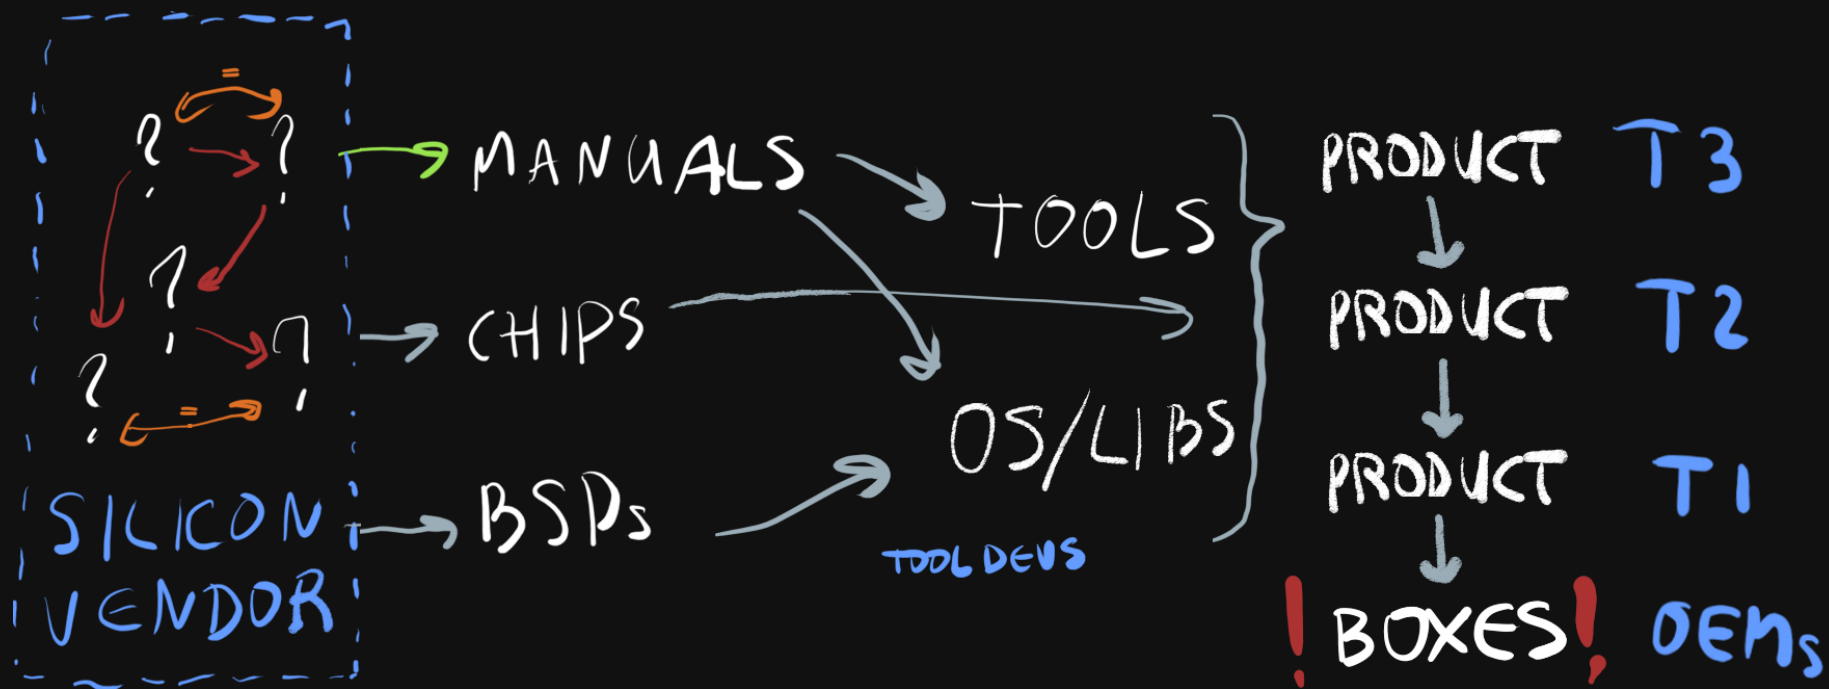 =
? ?
?
? ?
=
SILICON
VENDOR
MANUALS
CHIPS
BSPs
TOOLS
OS/LIBS
TOOL DEVS
PRODUCT T3
PRODUCT T2
PRODUCT T1
! BOXES ! OEMs